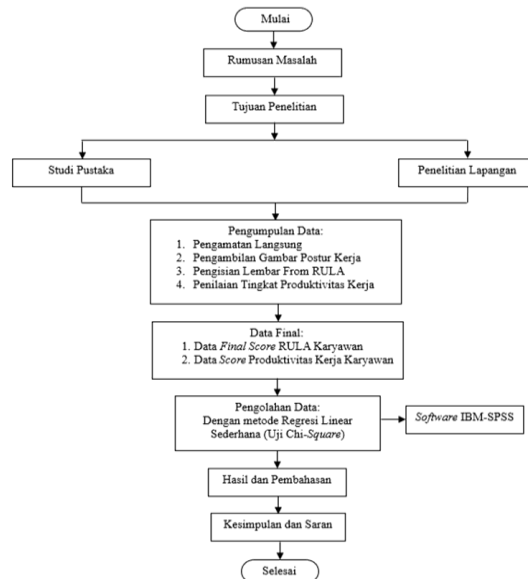 Mulai
Rumusan Masalah
Tujuan Penelitian
Studi Pustaka
Penelitian Lapangan
Pengumpulan Data:
1. Pengamatan Langsung
2. Pengambilan Gambar Postur Kerja
3. Pengisian Lembar From RULA
4. Penilaian Tingkat Produktivitas Kerja
Data Final:
1. Data Final Score RULA Karyawan
2. Data Score Produktivitas Kerja Karyawan
Pengolahan Data:
Dengan metode Regresi Linear
Sederhana (Uji Chi-Square)
Software IBM-SPSS
Hasil dan Pembahasan
Kesimpulan dan Saran
Selesai